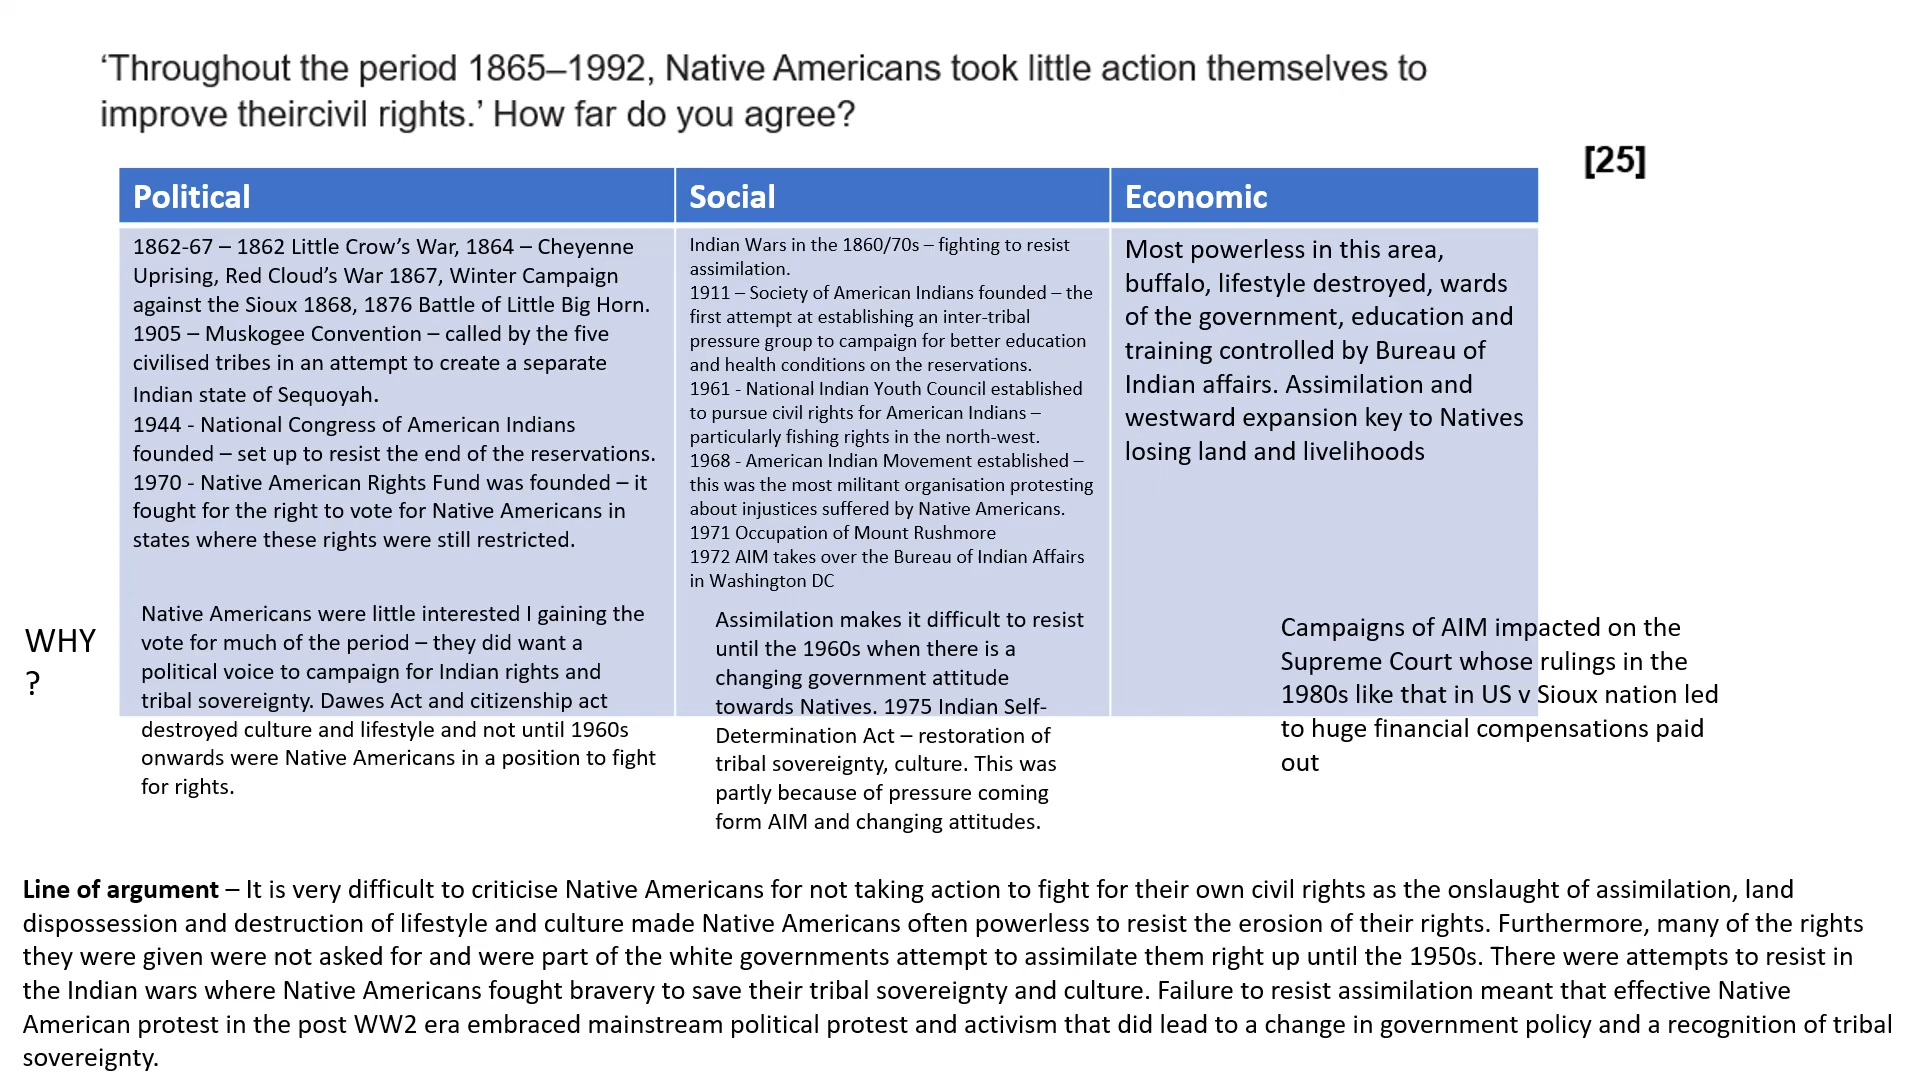 ‘Throughout the period 1865–1992, Native Americans took little action themselves to
improve theircivil rights.’ How far do you agree?
[25]
Political
Social
Economic
1862-67 – 1862 Little Crow’s War, 1864 – Cheyenne
Uprising, Red Cloud’s War 1867, Winter Campaign
against the Sioux 1868, 1876 Battle of Little Big Horn.
1905 – Muskogee Convention – called by the five
civilised tribes in an attempt to create a separate
Indian state of Sequoyah.
1944 - National Congress of American Indians
founded – set up to resist the end of the reservations.
1970 - Native American Rights Fund was founded – it
fought for the right to vote for Native Americans in
states where these rights were still restricted.
Indian Wars in the 1860/70s – fighting to resist
assimilation.
1911 – Society of American Indians founded – the
first attempt at establishing an inter-tribal
pressure group to campaign for better education
and health conditions on the reservations.
1961 - National Indian Youth Council established
to pursue civil rights for American Indians –
particularly fishing rights in the north-west.
1968 - American Indian Movement established –
this was the most militant organisation protesting
about injustices suffered by Native Americans.
1971 Occupation of Mount Rushmore
1972 AIM takes over the Bureau of Indian Affairs
in Washington DC
Most powerless in this area,
buffalo, lifestyle destroyed, wards
of the government, education and
training controlled by Bureau of
Indian affairs. Assimilation and
westward expansion key to Natives
losing land and livelihoods
WHY
?
Native Americans were little interested I gaining the
vote for much of the period – they did want a
political voice to campaign for Indian rights and
tribal sovereignty. Dawes Act and citizenship act
destroyed culture and lifestyle and not until 1960s
onwards were Native Americans in a position to fight
for rights.
Assimilation makes it difficult to resist
until the 1960s when there is a
changing government attitude
towards Natives. 1975 Indian Self-
Determination Act – restoration of
tribal sovereignty, culture. This was
partly because of pressure coming
form AIM and changing attitudes.
Campaigns of AIM impacted on the
Supreme Court whose rulings in the
1980s like that in US v Sioux nation led
to huge financial compensations paid
out
Line of argument – It is very difficult to criticise Native Americans for not taking action to fight for their own civil rights as the onslaught of assimilation, land
dispossession and destruction of lifestyle and culture made Native Americans often powerless to resist the erosion of their rights. Furthermore, many of the rights
they were given were not asked for and were part of the white governments attempt to assimilate them right up until the 1950s. There were attempts to resist in
the Indian wars where Native Americans fought bravery to save their tribal sovereignty and culture. Failure to resist assimilation meant that effective Native
American protest in the post WW2 era embraced mainstream political protest and activism that did lead to a change in government policy and a recognition of tribal
sovereignty.